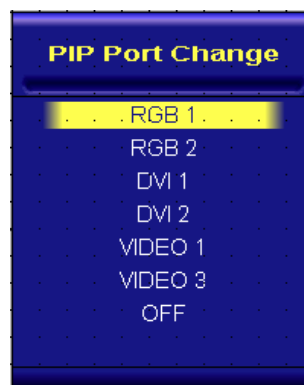 PIP Port Change
RGB 1
RGB 2
DVI 1
DVI 2
VIDEO 1
VIDEO 3
OFF